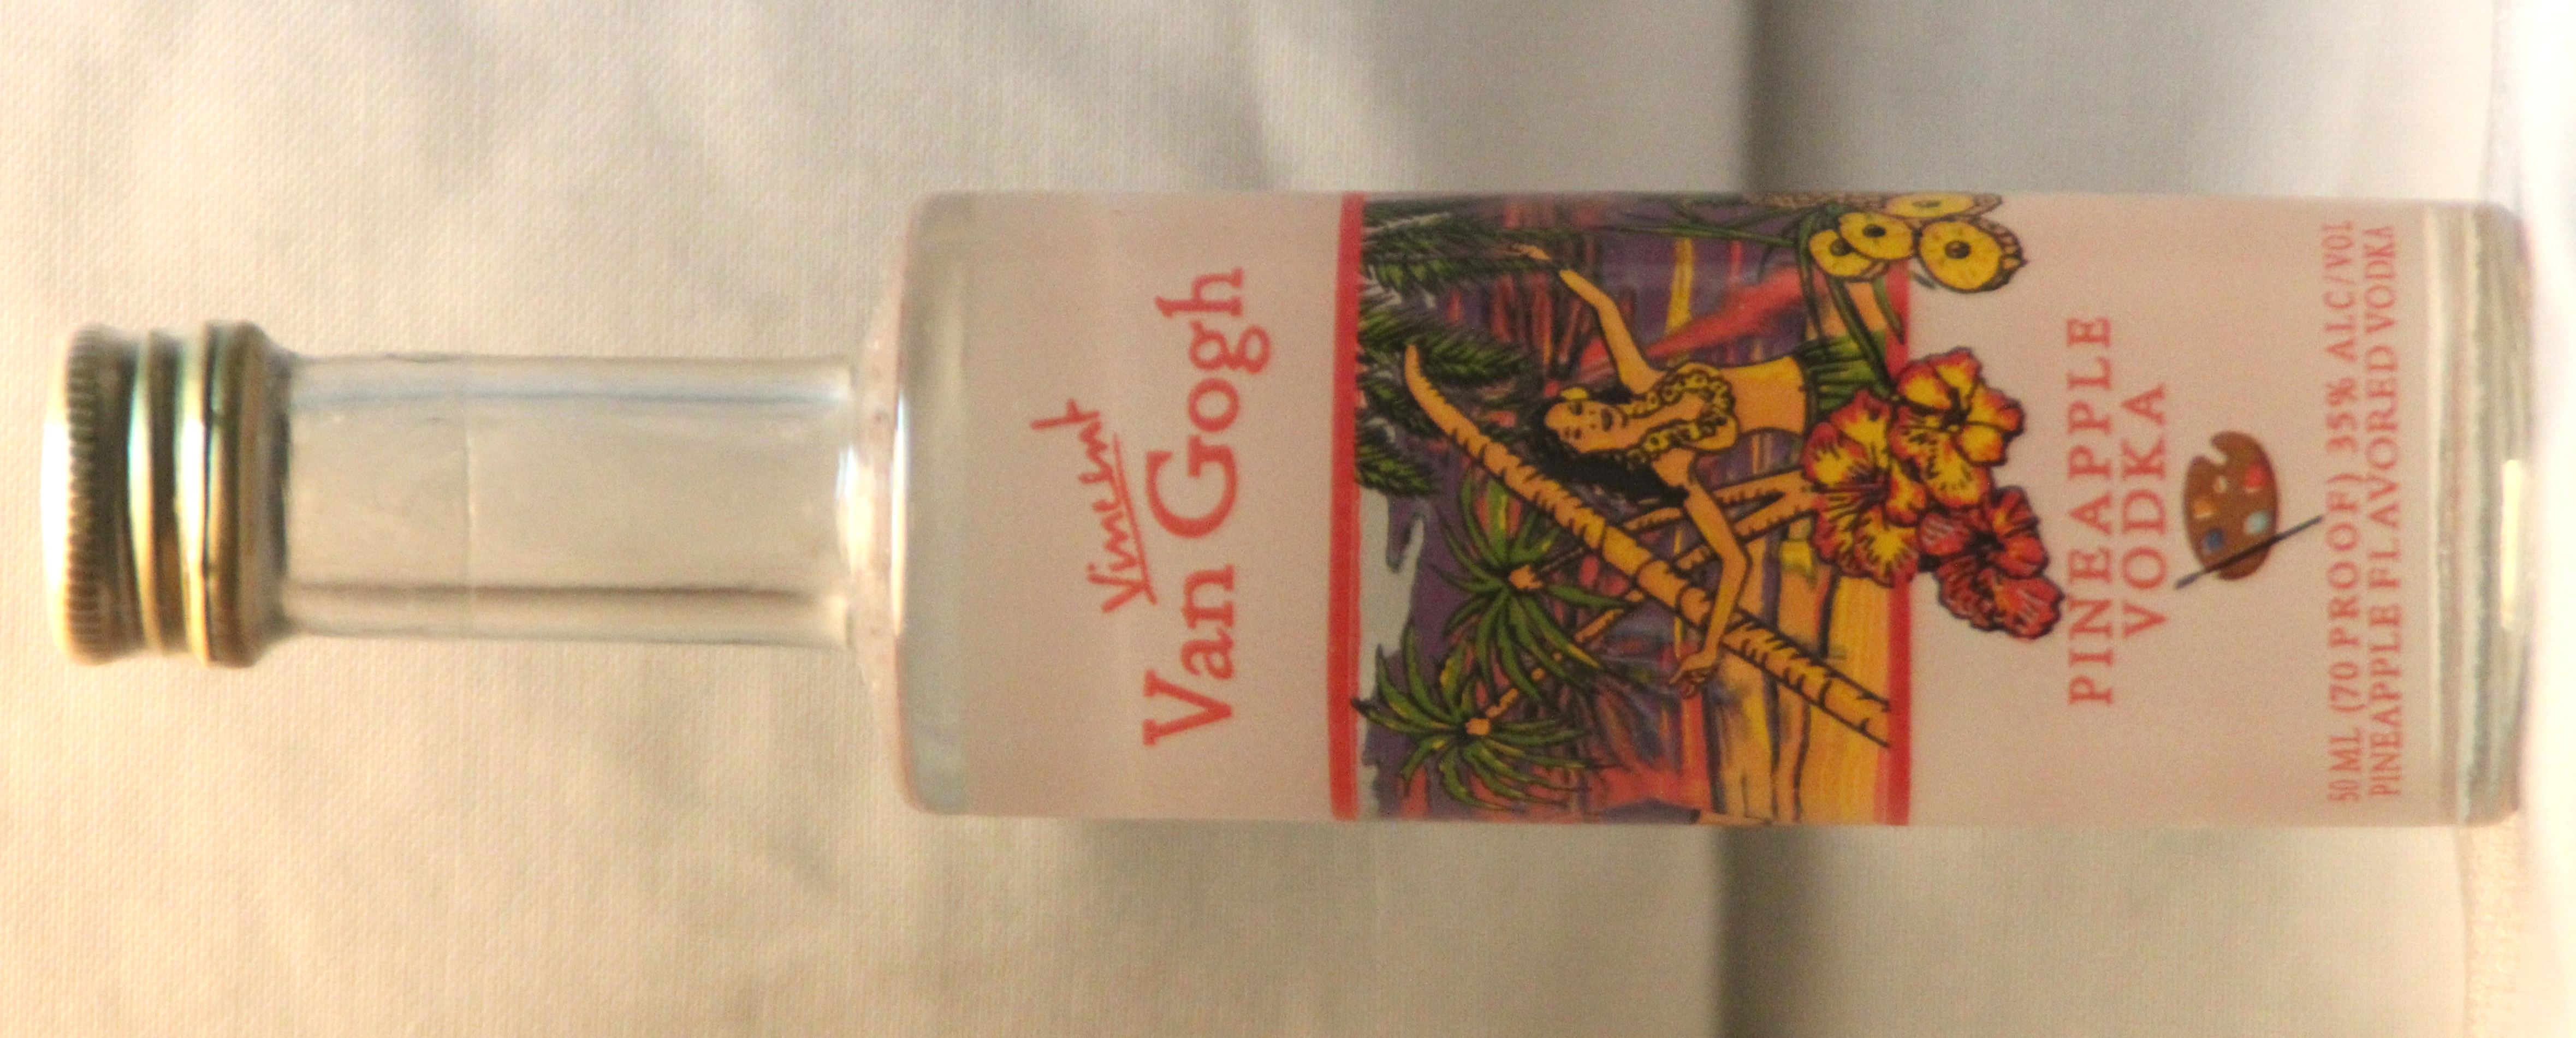 Vincent
Van Gogh
PINEAPPLE
VODKA
50 ML (70 PROOF) 35% ALC/VOL
PINEAPPLE FLAVORED VODKA